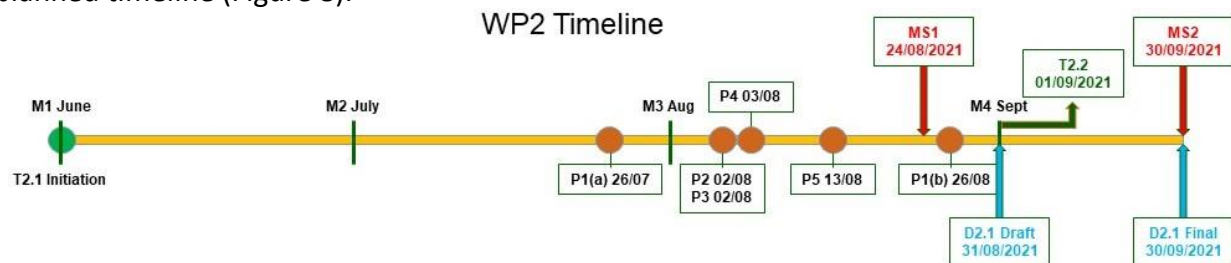 planned timeline (Figure 3).
WP2 Timeline
MS1
24/08/2021
MS2
30/09/2021
T2.2
01/09/2021
M1 June
M2 July
M3 Aug
P4 03/08
M4 Sept
T2.1 Initiation
P1(a) 26/07
P2 02/08
P3 02/08
P5 13/08
P1(b) 26/08
D2.1 Draft
31/08/2021
D2.1 Final
30/09/2021